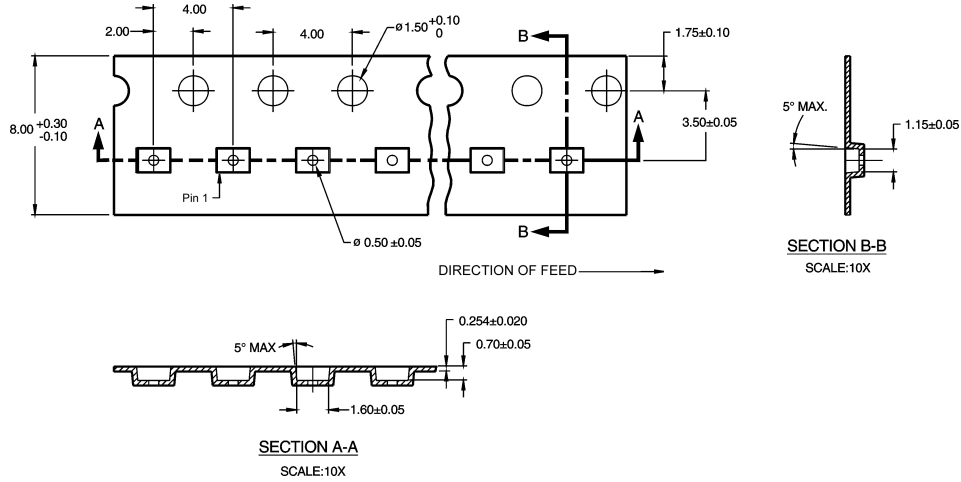 4.00
2.00
4.00
ø1.50 +0.10
0
B
1.75±0.10
8.00 +0.30
-0.10
A
A
3.50±0.05
5° MAX.
1.15±0.05
Pin 1
B
ø 0.50 ±0.05
SECTION B-B
SCALE:10X
DIRECTION OF FEED
0.254±0.020
5° MAX
0.70±0.05
1.60±0.05
SECTION A-A
SCALE:10X